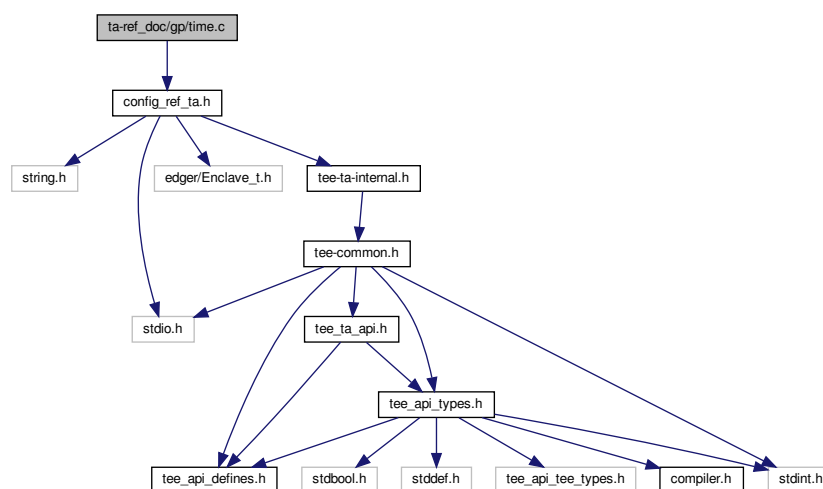 ta-ref_doc/gp/time.c
config_ref_ta.h
string.h
edger/Enclave_t.h
tee-ta-internal.h
tee-common.h
stdio.h
tee_ta_api.h
tee_api_types.h
tee_api_defines.h
stdbool.h
stddef.h
tee_api_tee_types.h
compiler.h
stdint.h